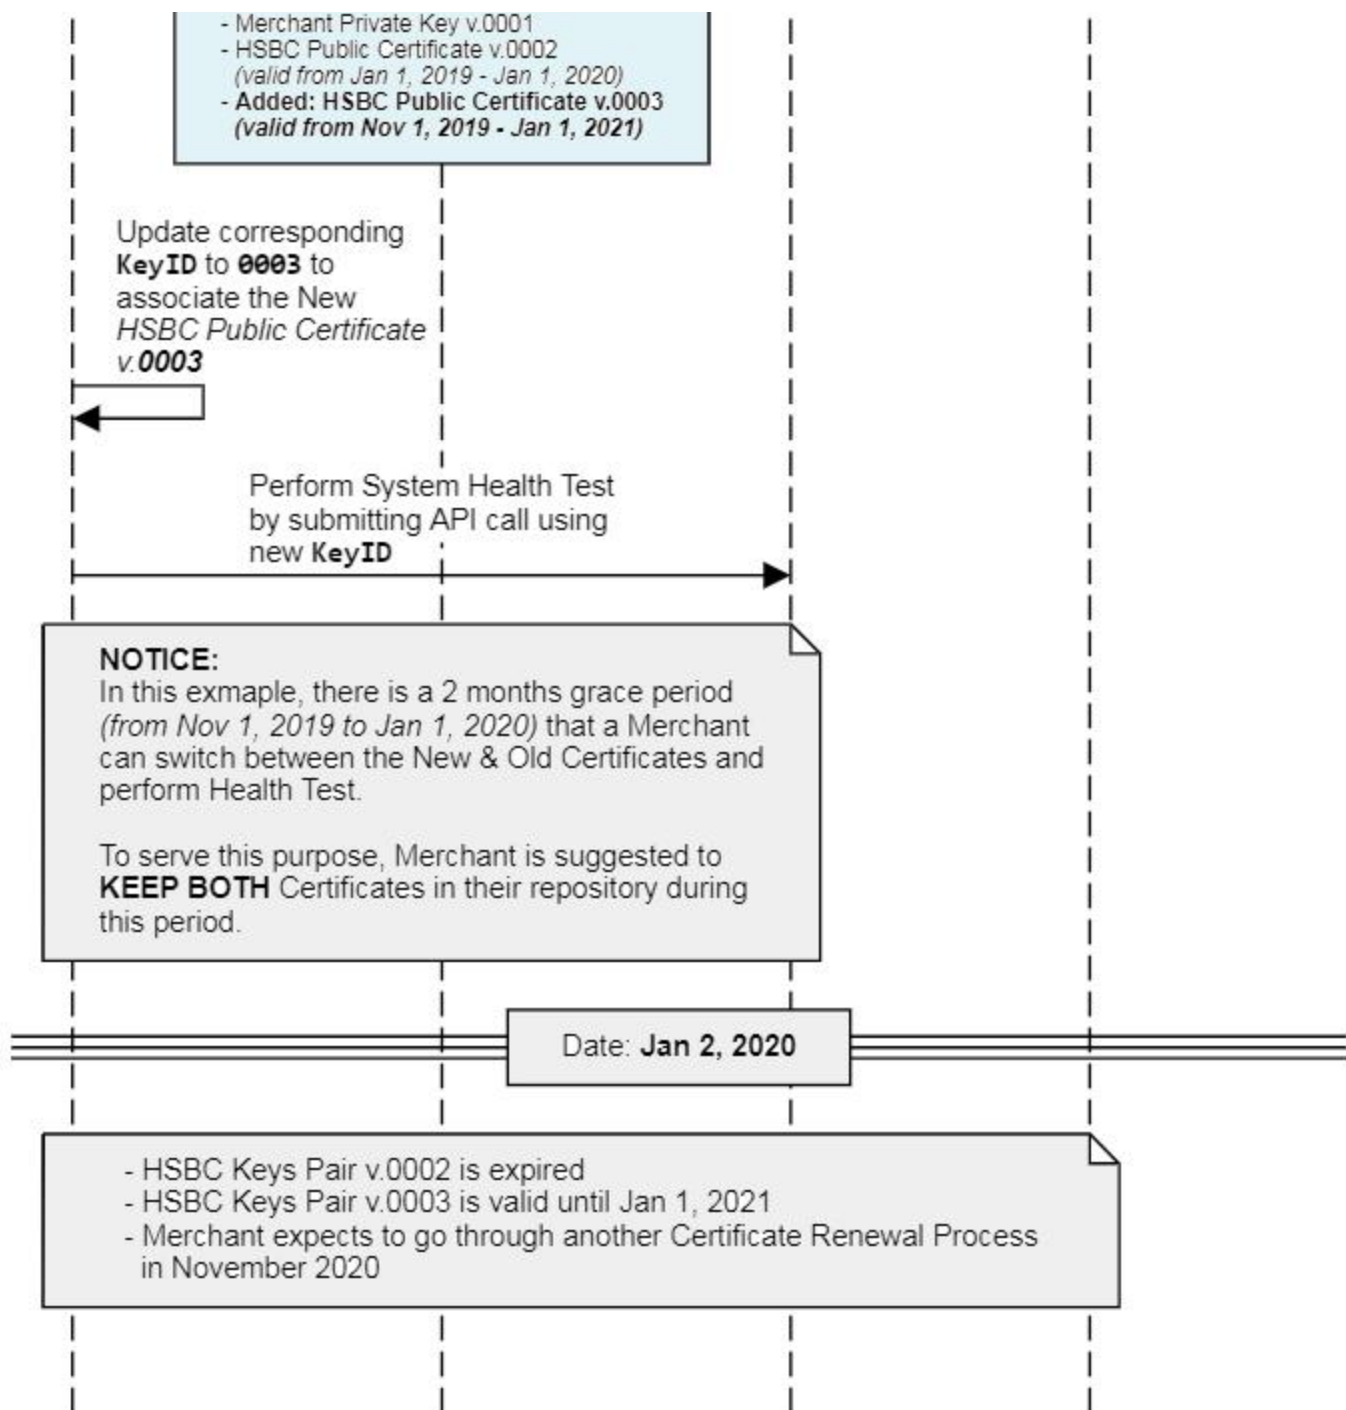 - Merchant Private Key v.0001
- HSBC Public Certificate v.0002
(valid from Jan 1, 2019 - Jan 1, 2020)
- Added: HSBC Public Certificate v.0003
(valid from Nov 1, 2019 - Jan 1, 2021)
Update corresponding
KeyID to 0003 to
associate the New
HSBC Public Certificate
v.0003
Perform System Health Test
by submitting API call using
new KeyID
NOTICE:
In this exmaple, there is a 2 months grace period
(from Nov 1, 2019 to Jan 1, 2020) that a Merchant
can switch between the New & Old Certificates and
perform Health Test.
To serve this purpose, Merchant is suggested to
KEEP BOTH Certificates in their repository during
this period.
Date: Jan 2, 2020
- HSBC Keys Pair v.0002 is expired
- HSBC Keys Pair v.0003 is valid until Jan 1, 2021
- Merchant expects to go through another Certificate Renewal Process
in November 2020